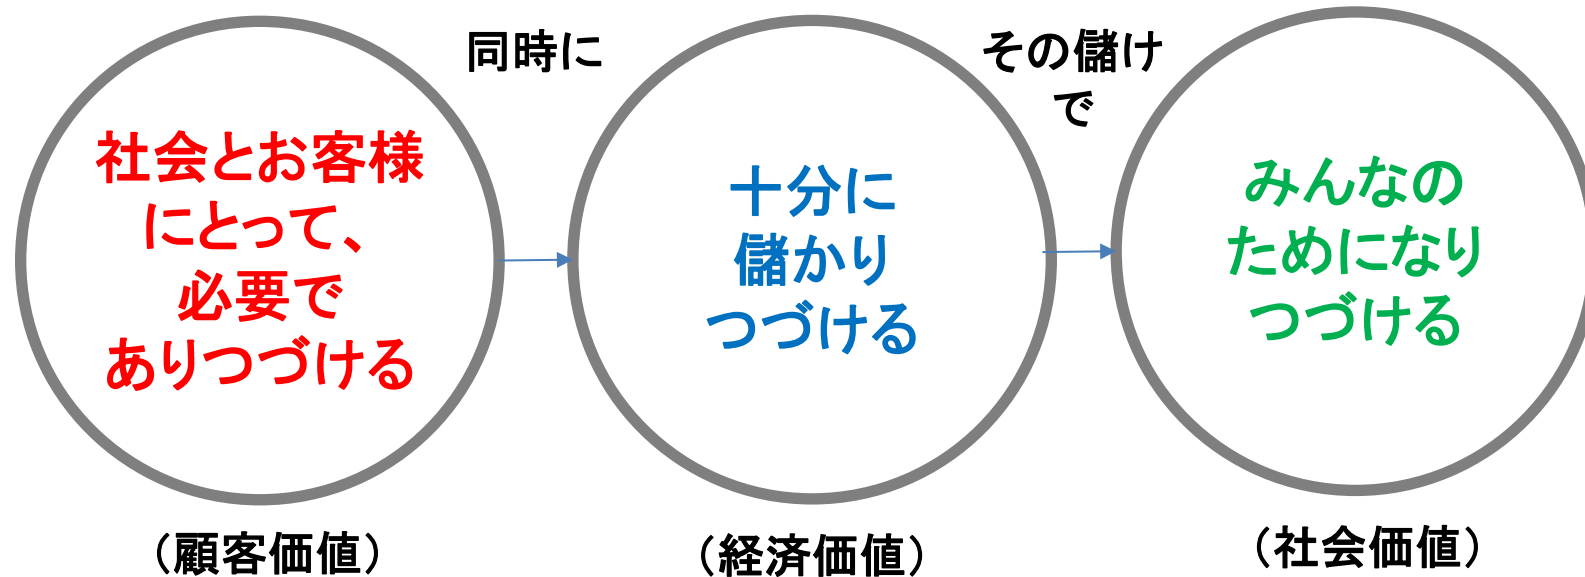 社会とお客様
にとって、
必要で
ありつづける
（顧客価値）
同時に
十分に
儲かり
つづける
（経済価値）
その儲け
で
みんなの
ためになり
つづける
（社会価値）